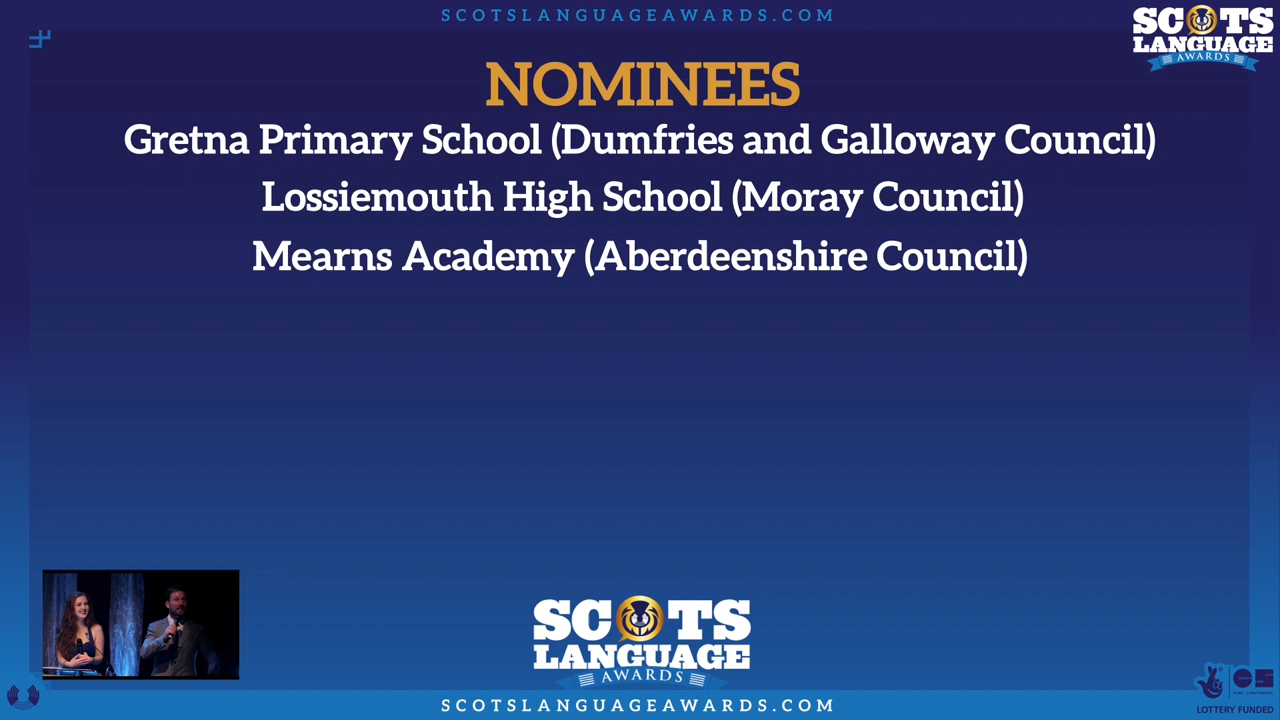 SCOTSLANGUAGEAWARDS.COM
SCOTS
LANGUAGE
AWARDS
NOMINEES
Gretna Primary School (Dumfries and Galloway Council)
Lossiemouth High School (Moray Council)
Mearns Academy (Aberdeenshire Council)
SCOTS
LANGUAGE
AWARDS
SCOTSLANGUAGEAWARDS.COM
LOTTERY FUNDED